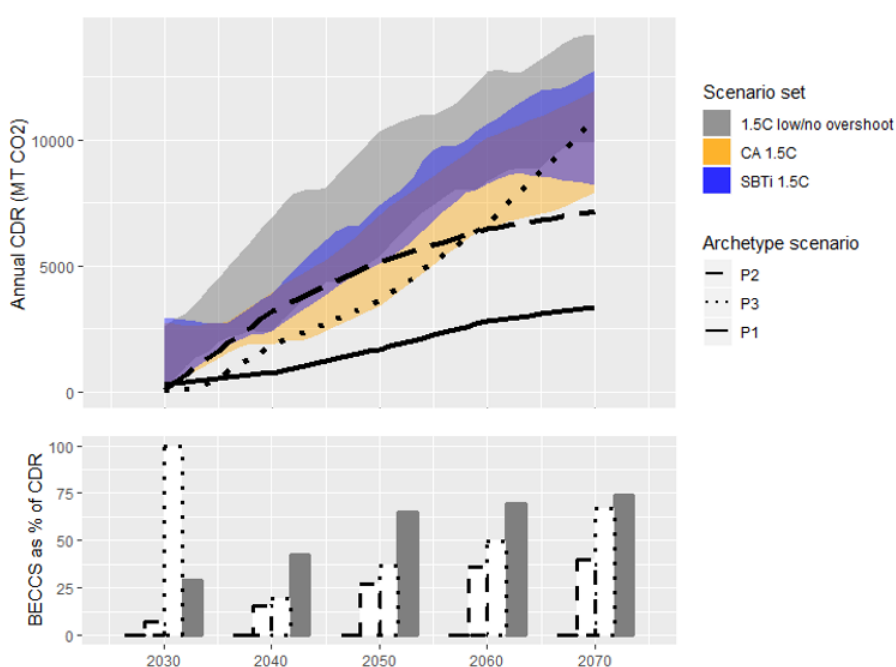 Annual CDR (MT CO2)
10000
5000
0
Scenario set
1.5C low/no overshoot
CA 1.5C
SBTi 1.5C
Archetype scenario
P2
P3
P1
BECCS as % of CDR
100
75
50
25
0
2030 2040 2050 2060 2070